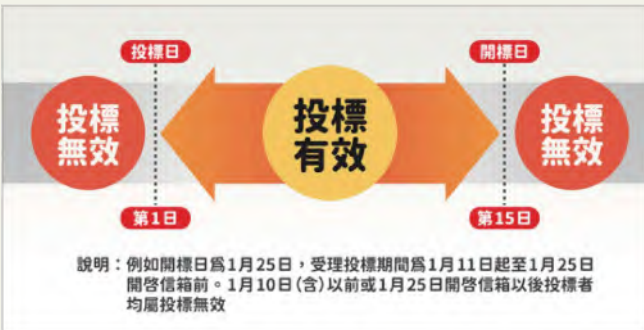 投標日
開標日
投標
無效
投標
有效
投標
無效
第1日
第15日
說明：例如開標日爲1月25日，受理投標期間爲1月11日起至1月25日
開啓信箱前。1月10日(含)以前或1月25日開啓信箱以後投標者
均屬投標無效